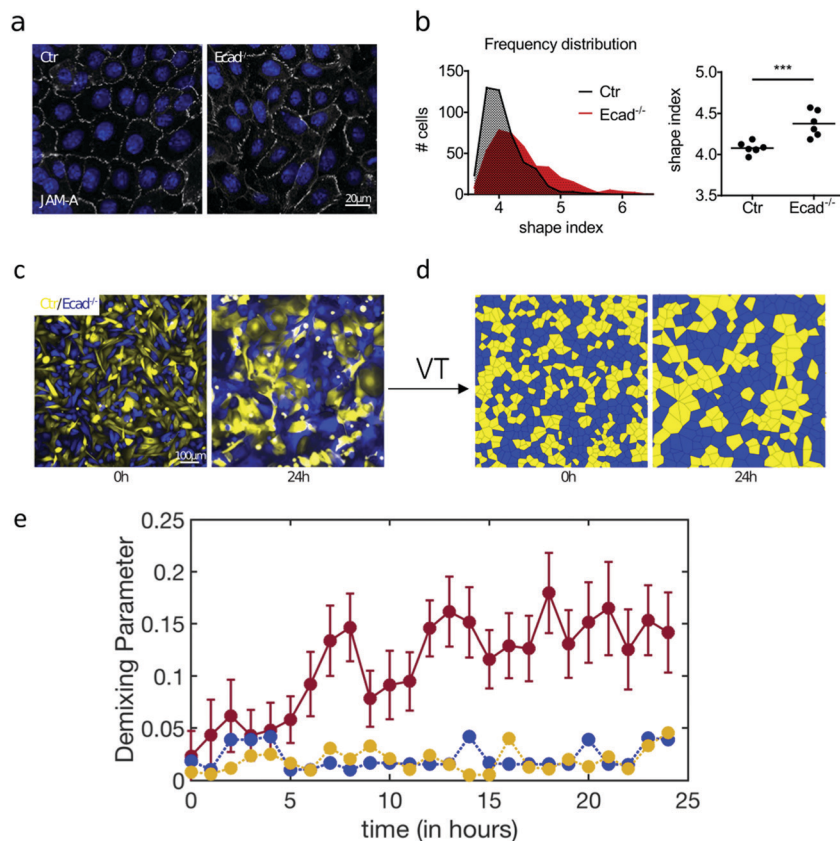 a
Ctr
Ecad-/-
JAM-A
20μm
b
Frequency distribution
150
100
50
0
# cells
Ctr
Ecad-/-
4
5
6
shape index
***
5.0
4.5
4.0
3.5
shape index
Ctr
Ecad-/-
c
Ctr/Ecad-/-
100μm
0h
24h
VT
d
0h
24h
e
0.25
0.2
0.15
0.1
0.05
0
Demixing Parameter
0
5
10
15
20
25
time (in hours)